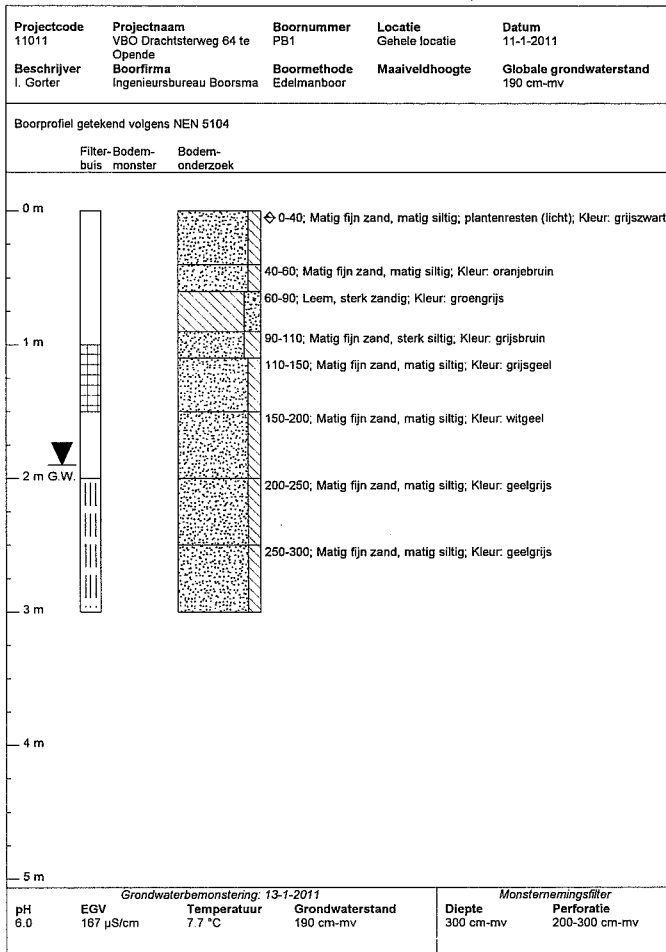 Projectcode Projectnaam Boornummer Locatie Datum
11011 VBO Drachtsterweg 64 te PB1 Gehele locatie 11-1-2011
Opende
Beschrijver Boorfirma Boormethode Maaiveldhoogte Globale grondwaterstand
I. Gorter Ingenieursbureau Boorsma Edelmanboor 190 cm-mv
Boorprofiel getekend volgens NEN 5104
Filter- Bodem- Bodem-
buis monster onderzoek
0 m
0-40; Matig fijn zand, matig siltig; plantenresten (licht); Kleur: grijszwart
40-60; Matig fijn zand, matig siltig; Kleur: oranjebruin
60-90; Leem, sterk zandig; Kleur: groengrijs
90-110; Matig fijn zand, sterk siltig; Kleur: grijsbruin
1 m
110-150; Matig fijn zand, matig siltig; Kleur: grijsgeel
150-200; Matig fijn zand, matig siltig; Kleur: witgeel
2 m G.W.
200-250; Matig fijn zand, matig siltig; Kleur: geelgrijs
250-300; Matig fijn zand, matig siltig; Kleur: geelgrijs
3 m
4 m
5 m
Grondwaterbemonstering: 13-1-2011 Monsternemingsfilter
pH EGV Temperatuur Grondwaterstand Diepte Perforatie
6.0 167 µS/cm 7.7 °C 190 cm-mv 300 cm-mv 200-300 cm-mv